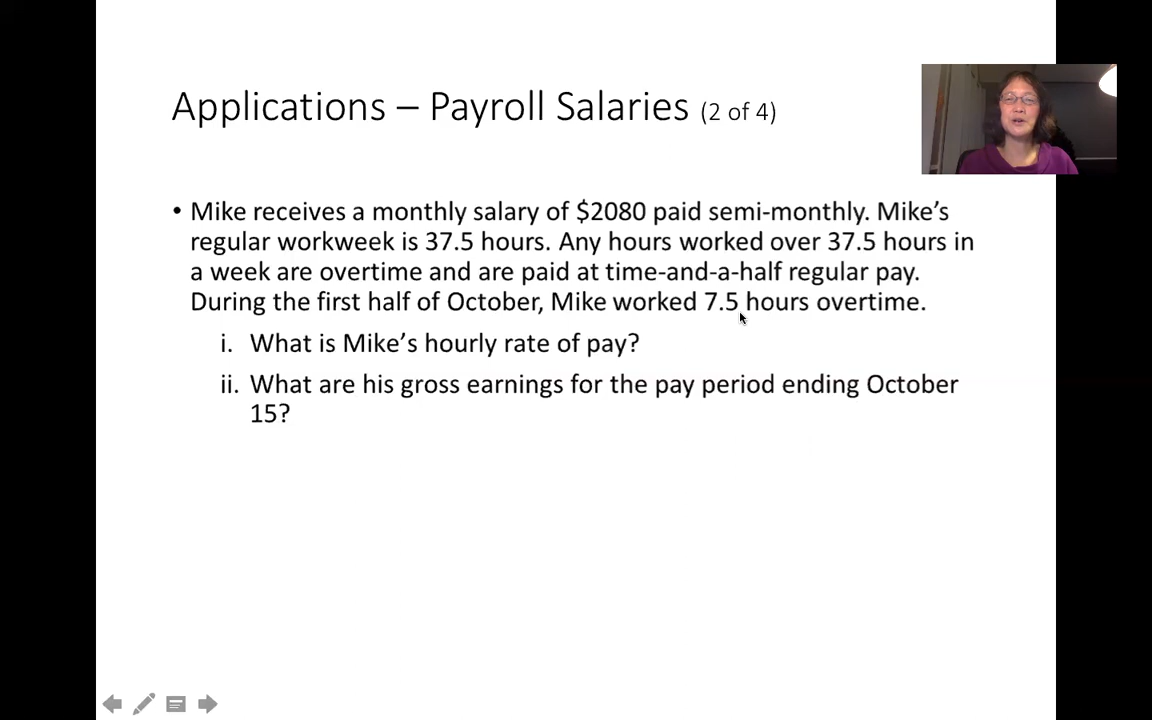 Applications – Payroll Salaries (2 of 4)
• Mike receives a monthly salary of $2080 paid semi-monthly. Mike’s
regular workweek is 37.5 hours. Any hours worked over 37.5 hours in
a week are overtime and are paid at time-and-a-half regular pay.
During the first half of October, Mike worked 7.5 hours overtime.
i. What is Mike’s hourly rate of pay?
ii. What are his gross earnings for the pay period ending October
15?